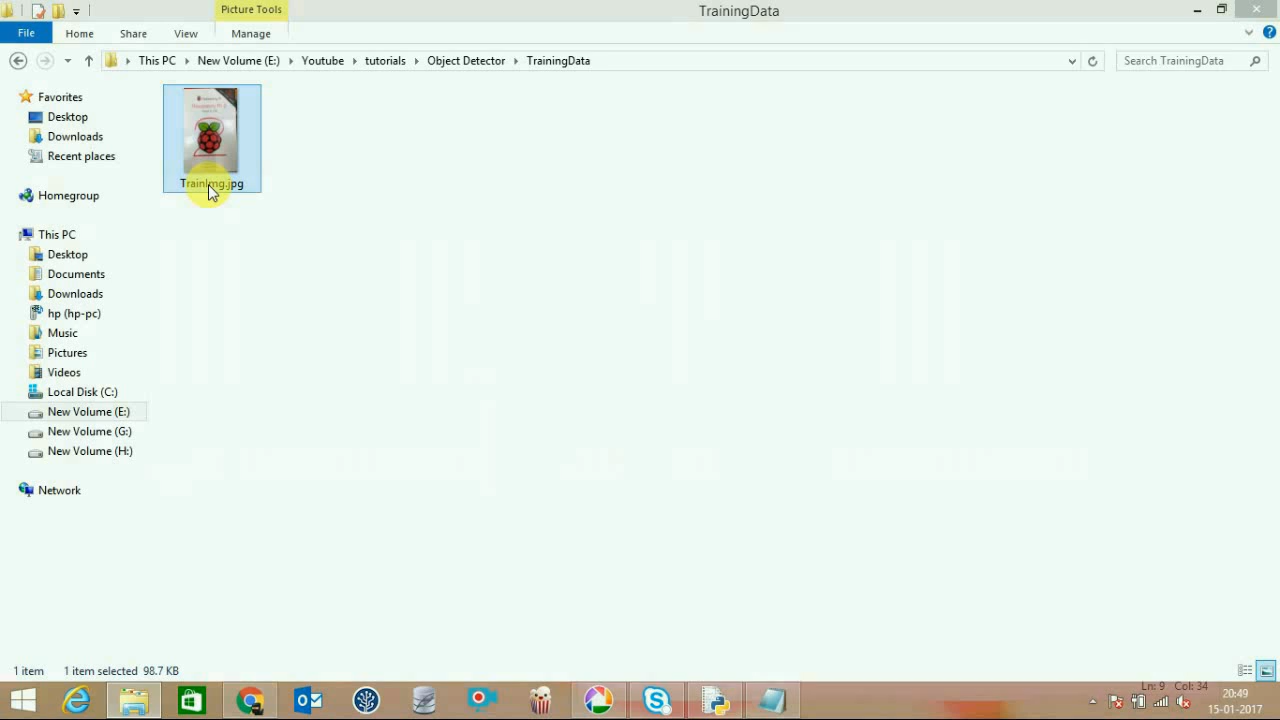 Picture Tools
TrainingData
File
Home
Share
View
Manage
This PC
New Volume (E:)
Youtube
tutorials
Object Detector
TrainingData
Search TrainingData
Favorites
Desktop
Downloads
Recent places
Homegroup
This PC
Desktop
Documents
Downloads
hp (hp-pc)
Music
Pictures
Videos
Local Disk (C:)
New Volume (E:)
New Volume (G:)
New Volume (H:)
Network
TrainImg.jpg
1 item
1 item selected 98.7 KB
Ln: 9 Col: 34
20:49
15-01-2017